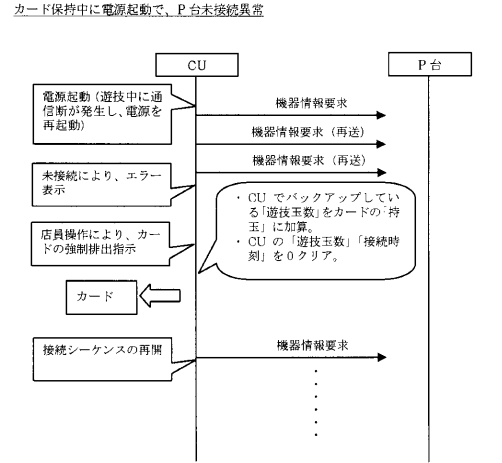 カード保持中に電源起動で、P台未接続異常
CU
P台
電源起動(遊技中に通
信断が発生し、電源を
再起動)
機器情報要求
機器情報要求(再送)
機器情報要求(再送)
未接続により、エラー
表示
・ CUでバックアップしてい
る「遊技玉数」をカードの「持
玉」に加算。
・ CUの「遊技玉数」「接続時
刻」を0クリア。
店員操作により、カー
ドの強制排出指示
カード
接続シーケンスの再開
機器情報要求